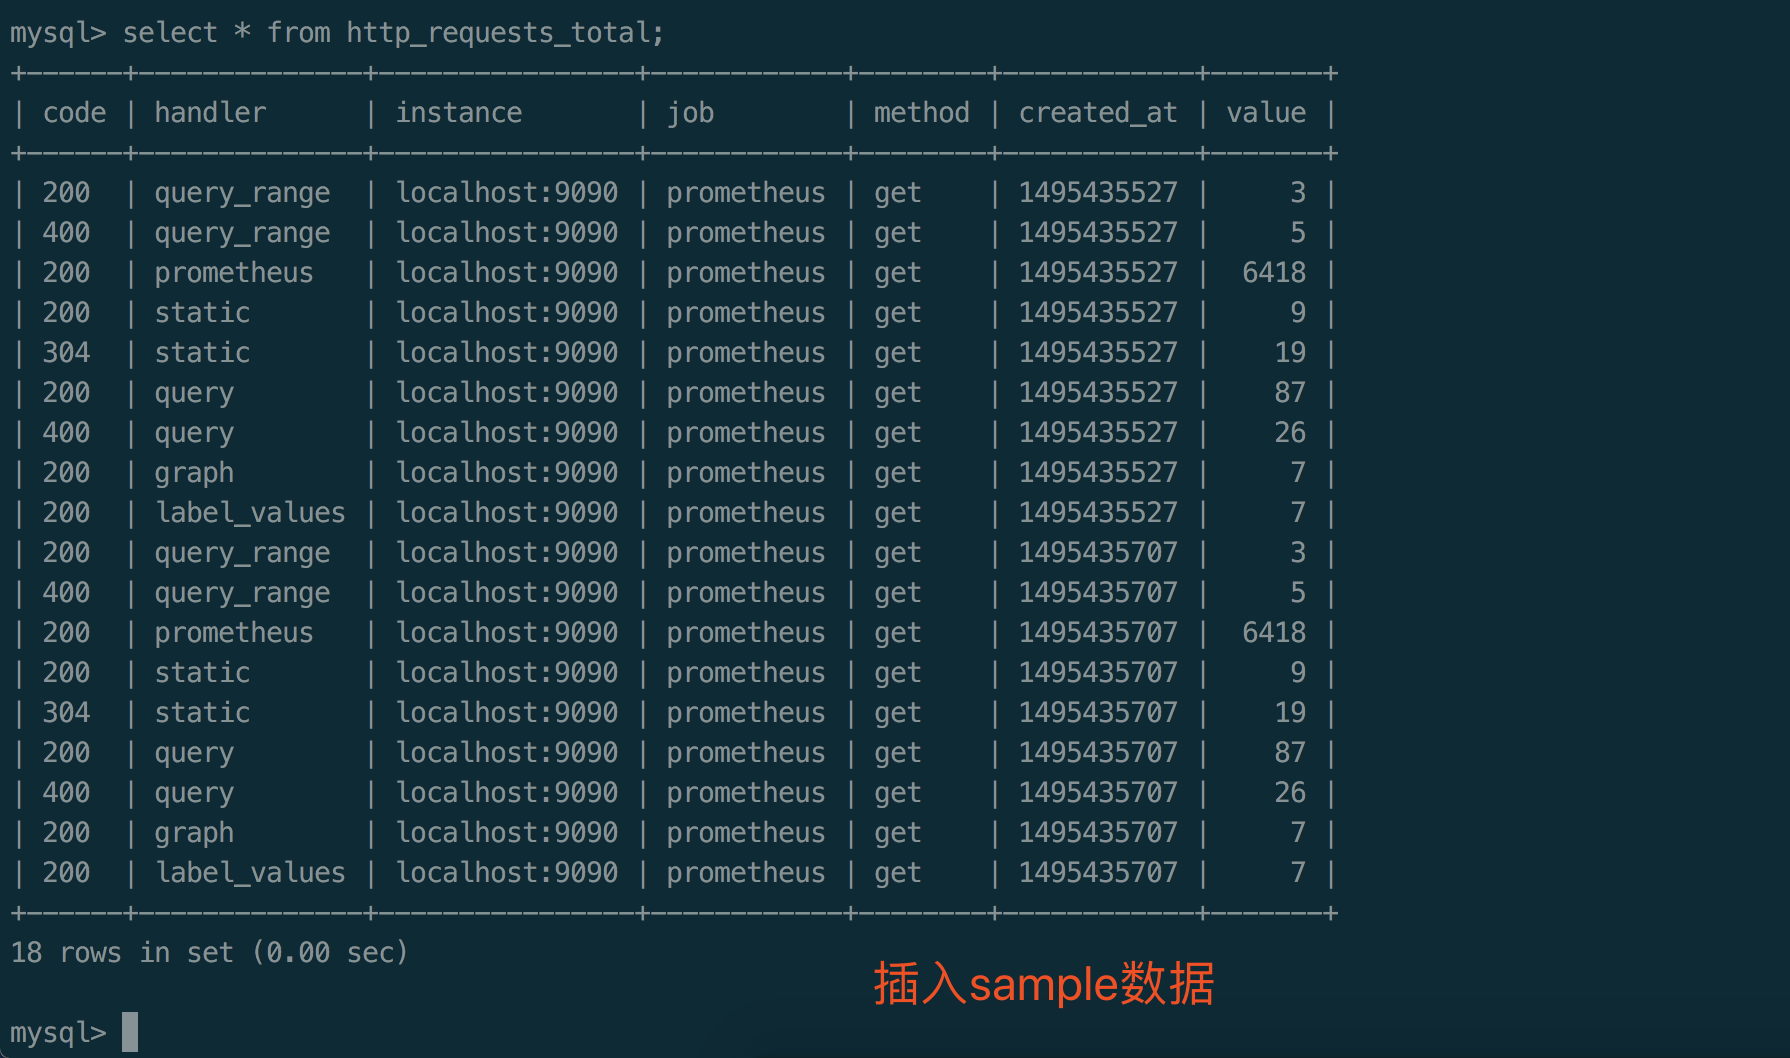 mysql> select * from http_requests_total;
+------+--------------+----------------+------------+--------+------------+-------+
| code | handler      | instance       | job        | method | created_at | value |
+------+--------------+----------------+------------+--------+------------+-------+
| 200  | query_range  | localhost:9090 | prometheus | get    | 1495435527 |     3 |
| 400  | query_range  | localhost:9090 | prometheus | get    | 1495435527 |     5 |
| 200  | prometheus   | localhost:9090 | prometheus | get    | 1495435527 |  6418 |
| 200  | static       | localhost:9090 | prometheus | get    | 1495435527 |     9 |
| 304  | static       | localhost:9090 | prometheus | get    | 1495435527 |    19 |
| 200  | query        | localhost:9090 | prometheus | get    | 1495435527 |    87 |
| 400  | query        | localhost:9090 | prometheus | get    | 1495435527 |    26 |
| 200  | graph        | localhost:9090 | prometheus | get    | 1495435527 |     7 |
| 200  | label_values | localhost:9090 | prometheus | get    | 1495435527 |     7 |
| 200  | query_range  | localhost:9090 | prometheus | get    | 1495435707 |     3 |
| 400  | query_range  | localhost:9090 | prometheus | get    | 1495435707 |     5 |
| 200  | prometheus   | localhost:9090 | prometheus | get    | 1495435707 |  6418 |
| 200  | static       | localhost:9090 | prometheus | get    | 1495435707 |     9 |
| 304  | static       | localhost:9090 | prometheus | get    | 1495435707 |    19 |
| 200  | query        | localhost:9090 | prometheus | get    | 1495435707 |    87 |
| 400  | query        | localhost:9090 | prometheus | get    | 1495435707 |    26 |
| 200  | graph        | localhost:9090 | prometheus | get    | 1495435707 |     7 |
| 200  | label_values | localhost:9090 | prometheus | get    | 1495435707 |     7 |
+------+--------------+----------------+------------+--------+------------+-------+
18 rows in set (0.00 sec)
插入sample数据
mysql>